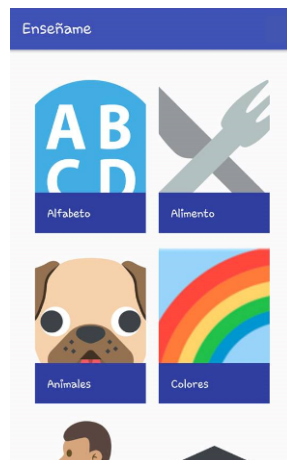 Enseñame
A B
C D
Alfabeto
Alimento
Animales
Colores